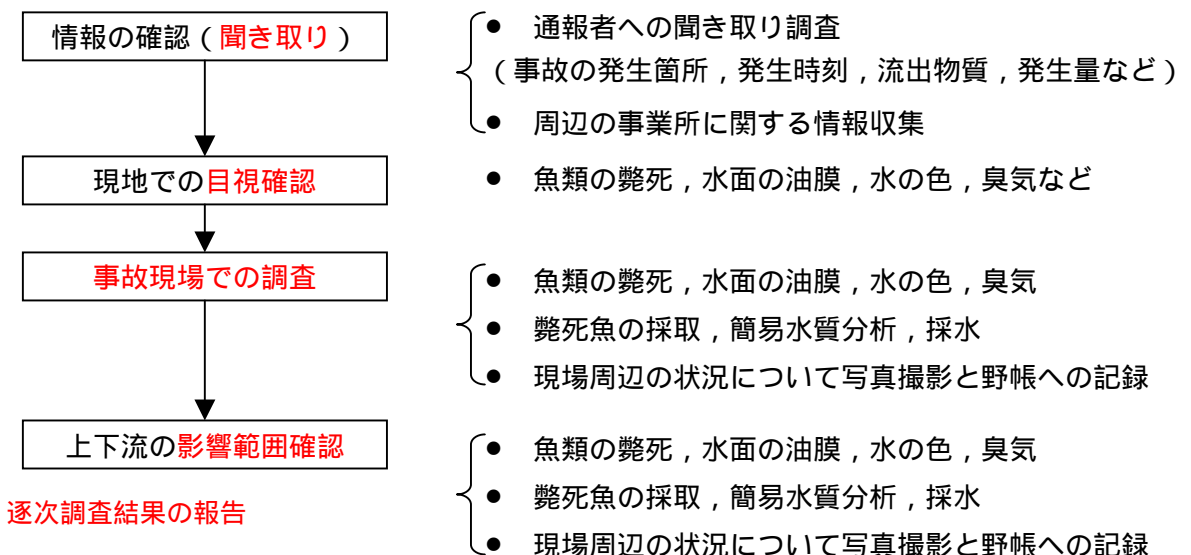 情報の確認(聞き取り)
● 通報者への聞き取り調査
(事故の発生箇所,発生時刻,流出物質,発生量など)
● 周辺の事業所に関する情報収集
現地での目視確認
● 魚類の斃死,水面の油膜,水の色,臭気など
事故現場での調査
● 魚類の斃死,水面の油膜,水の色,臭気
● 斃死魚の採取,簡易水質分析,採水
● 現場周辺の状況について写真撮影と野帳への記録
上下流の影響範囲確認
● 魚類の斃死,水面の油膜,水の色,臭気
● 斃死魚の採取,簡易水質分析,採水
● 現場周辺の状況について写真撮影と野帳への記録
逐次調査結果の報告